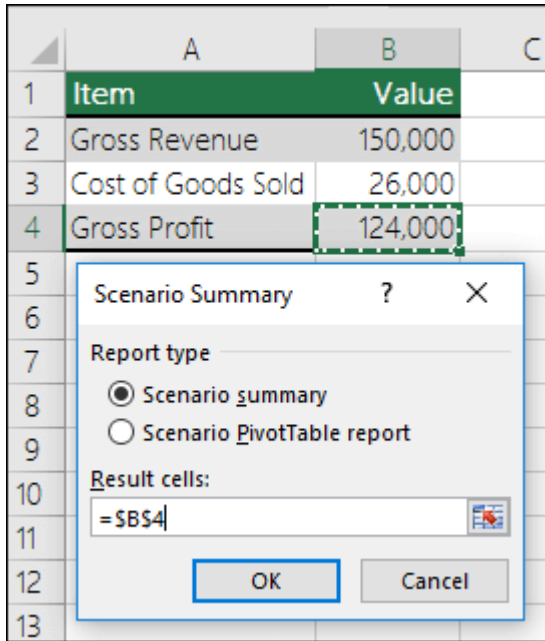 A B C
1 Item Value
2 Gross Revenue 150,000
3 Cost of Goods Sold 26,000
4 Gross Profit 124,000
5
Scenario Summary ? ×
6
7 Report type
8 Scenario summary
9 Scenario PivotTable report
10 Result cells:
11 =$B$4
12 OK Cancel
13